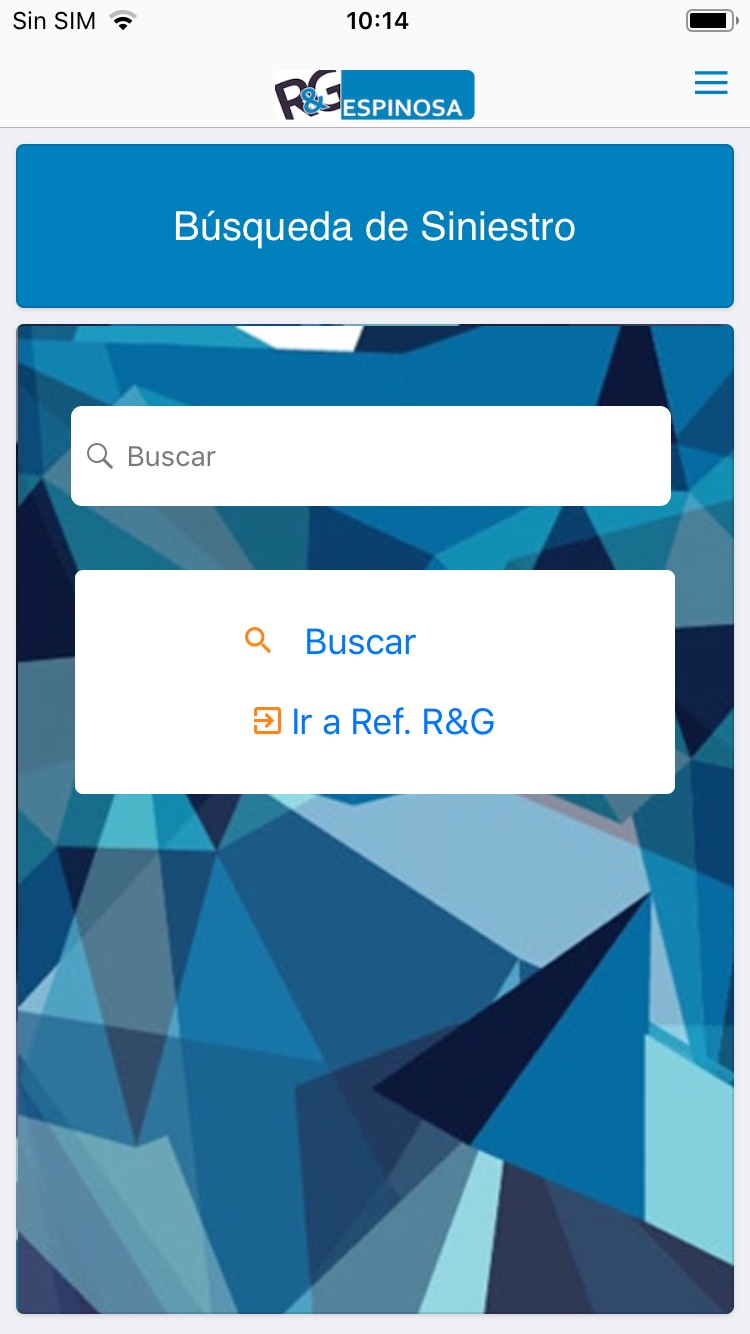 Sin SIM 10:14
R&G ESPINOSA
Búsqueda de Siniestro
Buscar
Buscar
Ir a Ref. R&G